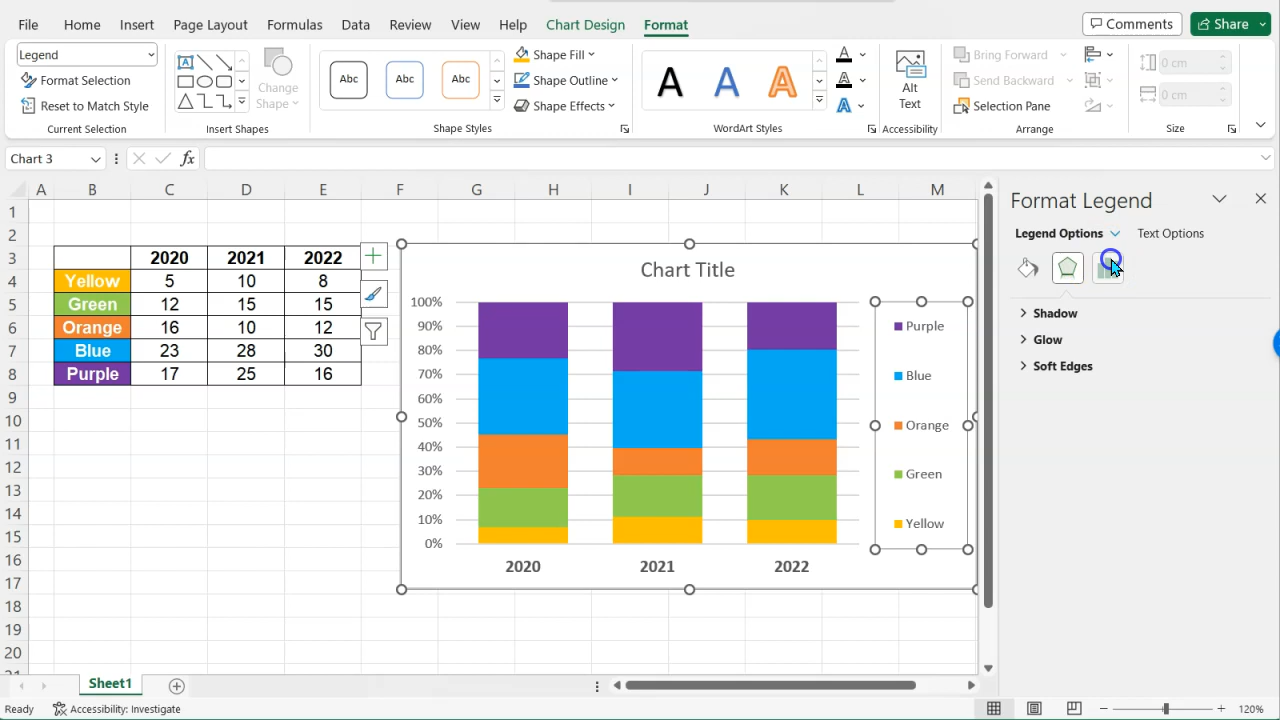 File Home Insert Page Layout Formulas Data Review View Help Chart Design Format Comments Share
Legend
Format Selection
Reset to Match Style
Current Selection
Change
Shape
Insert Shapes
Abc Abc Abc
Shape Fill
Shape Outline
Shape Effects
Shape Styles
A A A
WordArt Styles
Alt
Text
Accessibility
Bring Forward
Send Backward
Selection Pane
Arrange
0 cm
0 cm
Size
Chart 3 fx
A B C D E F G H I J K L M
1
2
3 2020 2021 2022
4 Yellow 5 10 8
5 Green 12 15 15
6 Orange 16 10 12
7 Blue 23 28 30
8 Purple 17 25 16
9
10
11
12
13
14
15
16
17
18
19
20
Chart Title
100%
90%
80%
70%
60%
50%
40%
30%
20%
10%
0%
2020 2021 2022
Purple
Blue
Orange
Green
Yellow
Format Legend
Legend Options Text Options
Shadow
Glow
Soft Edges
Sheet1
Ready Accessibility: Investigate 120%